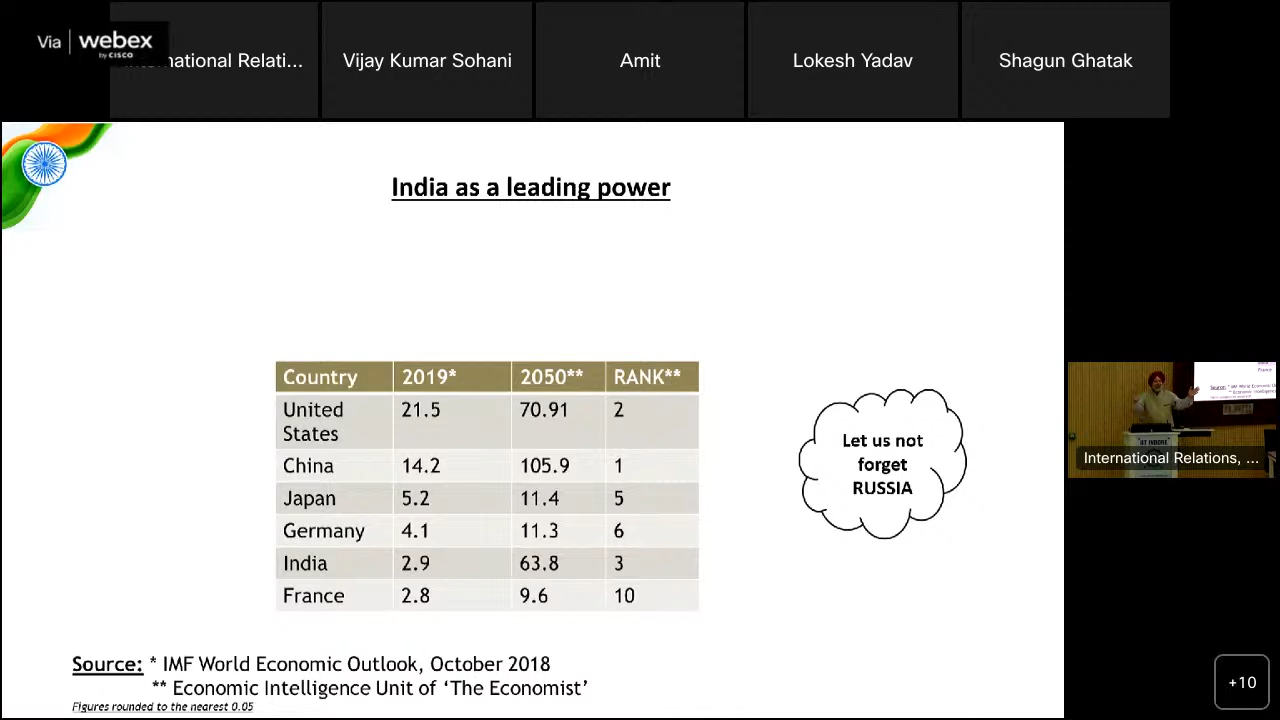 Via webex
by CISCO
national Relati...
Vijay Kumar Sohani
Amit
Lokesh Yadav
Shagun Ghatak
India as a leading power
Country 2019* 2050** RANK**
United States 21.5 70.91 2
China 14.2 105.9 1
Japan 5.2 11.4 5
Germany 4.1 11.3 6
India 2.9 63.8 3
France 2.8 9.6 10
Let us not
forget
RUSSIA
Source: * IMF World Economic Outlook, October 2018
** Economic Intelligence Unit of ‘The Economist’
Figures rounded to the nearest 0.05
France
IIT INDORE
International Relations, ...
+10